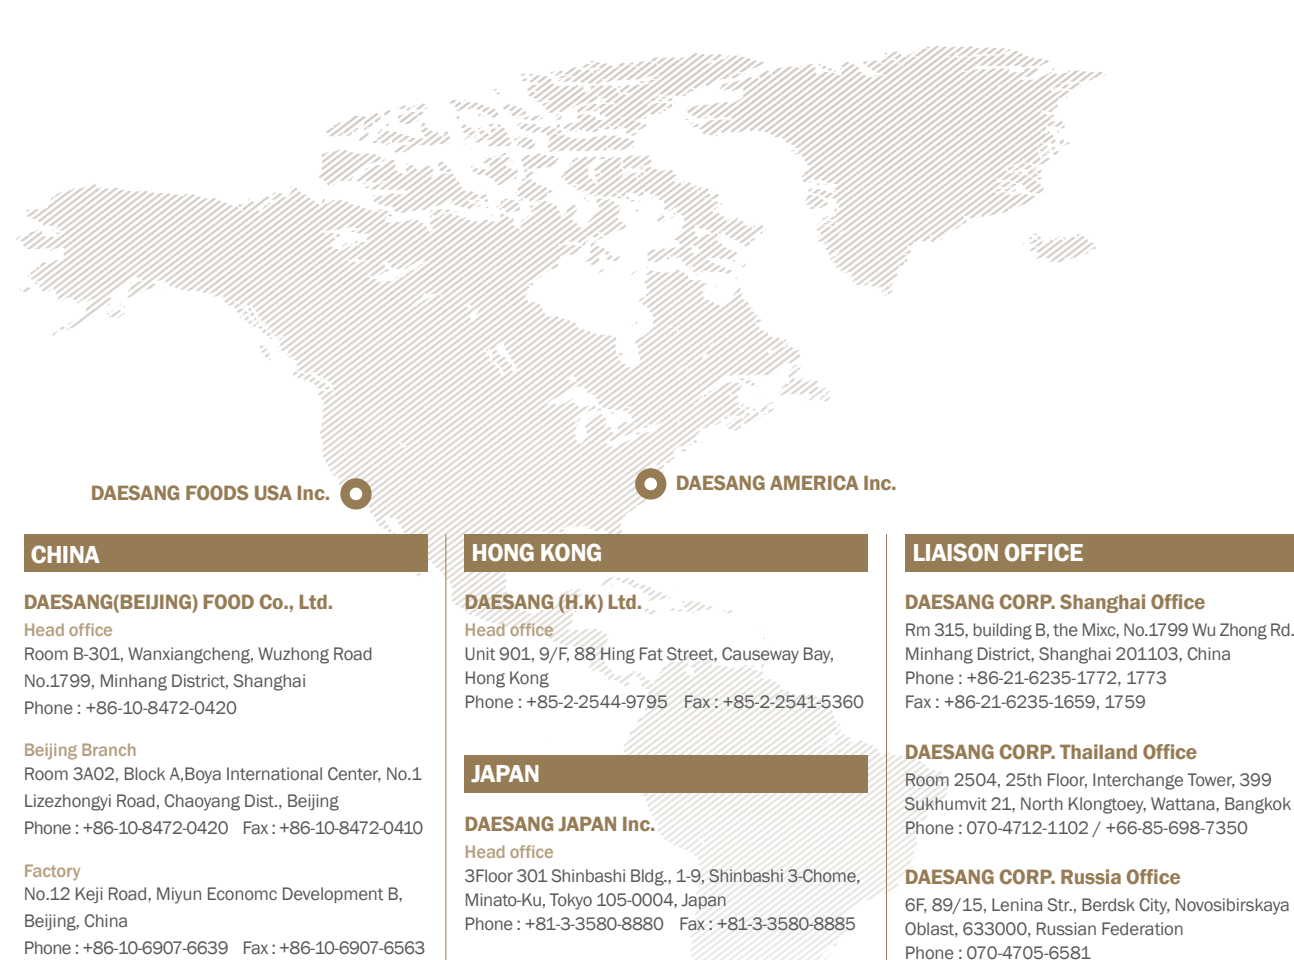 DAESANG FOODS USA Inc.
DAESANG AMERICA Inc.
CHINA
DAESANG(BEIJING) FOOD Co., Ltd.
Head office
Room B-301, Wanxiangcheng, Wuzhong Road
No.1799, Minhang District, Shanghai
Phone : +86-10-8472-0420
Beijing Branch
Room 3A02, Block A,Boya International Center, No.1
Lizezhongyi Road, Chaoyang Dist., Beijing
Phone : +86-10-8472-0420 Fax : +86-10-8472-0410
Factory
No.12 Keji Road, Miyun Economc Development B,
Beijing, China
Phone : +86-10-6907-6639 Fax : +86-10-6907-6563
HONG KONG
DAESANG (H.K) Ltd.
Head office
Unit 901, 9/F, 88 Hing Fat Street, Causeway Bay,
Hong Kong
Phone : +85-2-2544-9795 Fax : +85-2-2541-5360
JAPAN
DAESANG JAPAN Inc.
Head office
3Floor 301 Shinbashi Bldg., 1-9, Shinbashi 3-Chome,
Minato-Ku, Tokyo 105-0004, Japan
Phone : +81-3-3580-8880 Fax : +81-3-3580-8885
LIAISON OFFICE
DAESANG CORP. Shanghai Office
Rm 315, building B, the Mixc, No.1799 Wu Zhong Rd.
Minhang District, Shanghai 201103, China
Phone : +86-21-6235-1772, 1773
Fax : +86-21-6235-1659, 1759
DAESANG CORP. Thailand Office
Room 2504, 25th Floor, Interchange Tower, 399
Sukhumvit 21, North Klongtoey, Wattana, Bangkok
Phone : 070-4712-1102 / +66-85-698-7350
DAESANG CORP. Russia Office
6F, 89/15, Lenina Str., Berdsk City, Novosibirskaya
Oblast, 633000, Russian Federation
Phone : 070-4705-6581